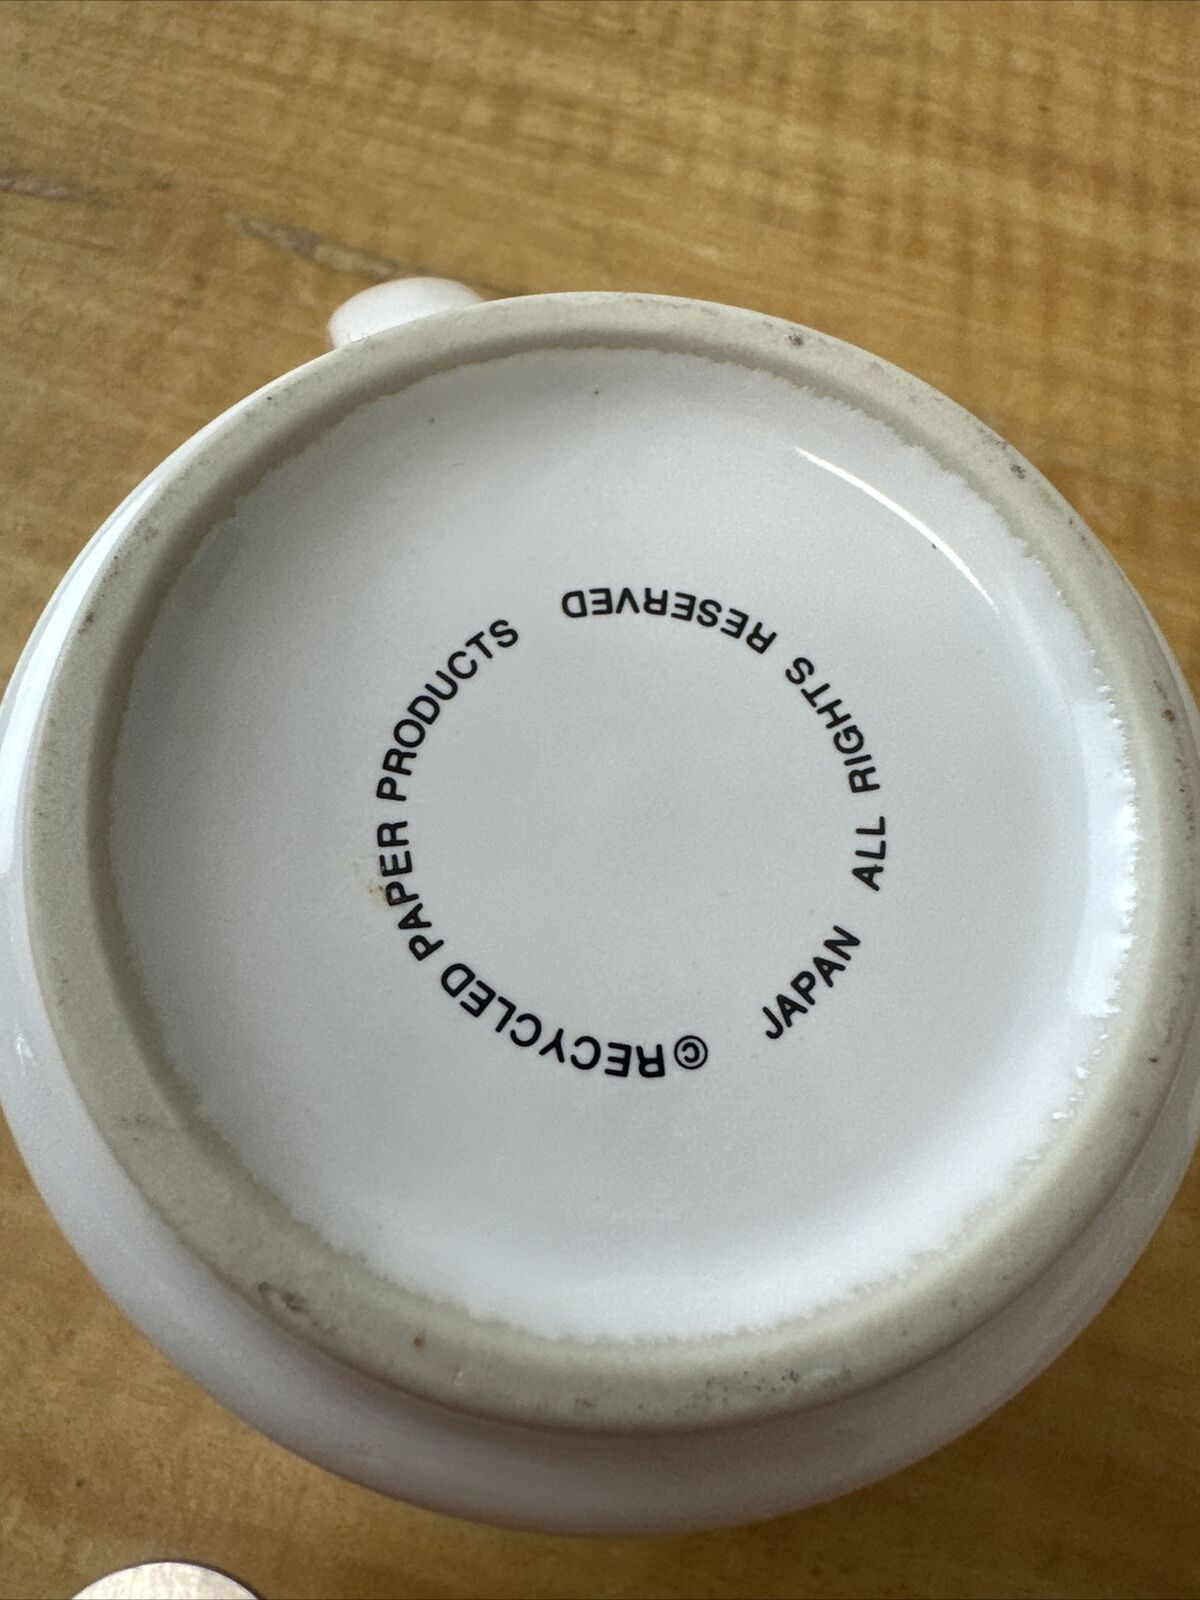 ©RECYCLED PAPER PRODUCTS
ALL RIGHTS RESERVED
JAPAN